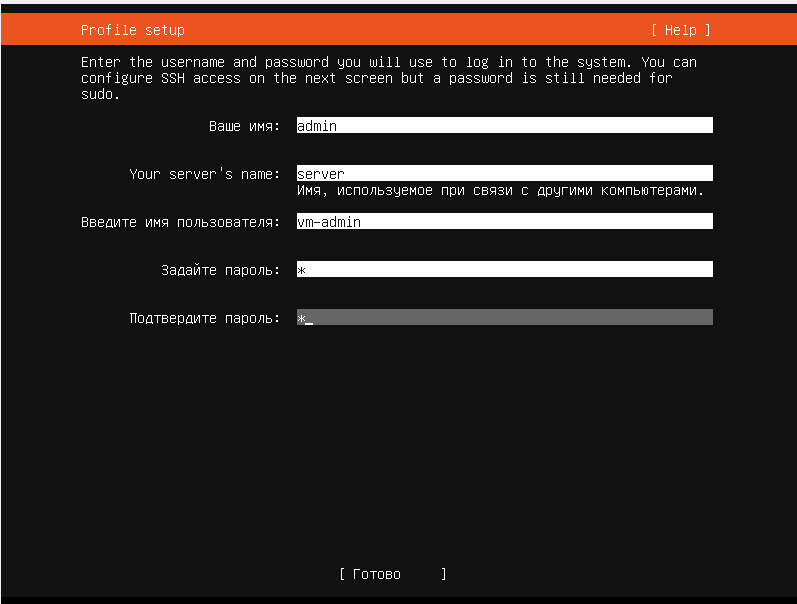 Profile setup [ Help ]
Enter the username and password you will use to log in to the system. You can
configure SSH access on the next screen but a password is still needed for
sudo.
Ваше имя: admin
Your server's name: server
Имя, используемое при связи с другими компьютерами.
Введите имя пользователя: vm-admin
Задайте пароль: *
Подтвердите пароль: *_
[ Готово ]